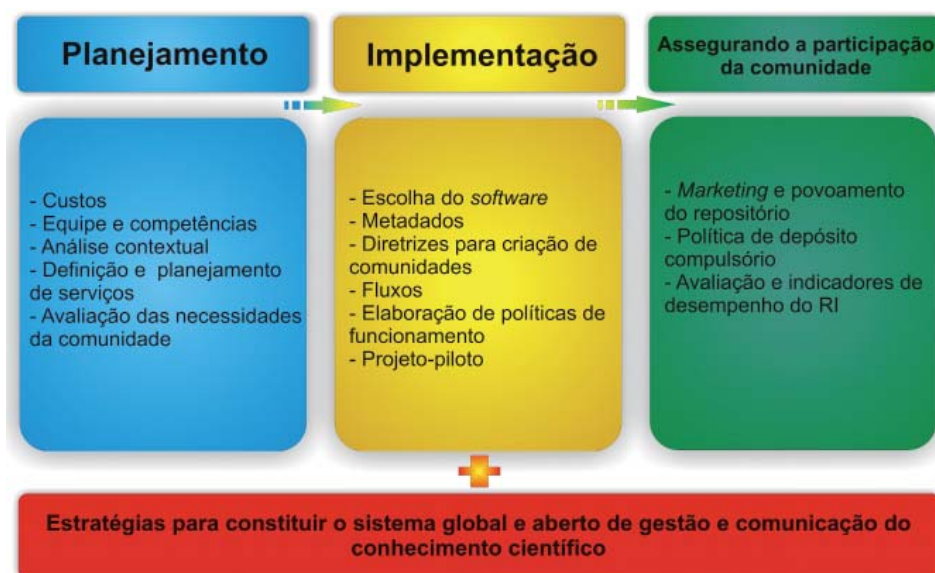 Planejamento
Implementação
Assegurando a participação
da comunidade
- Custos
- Equipe e competências
- Análise contextual
- Definição e planejamento
de serviços
- Avaliação das necessidades
da comunidade
- Escolha do software
- Metadados
- Diretrizes para criação de
comunidades
- Fluxos
- Elaboração de políticas de
funcionamento
- Projeto-piloto
- Marketing e povoamento
do repositório
- Política de depósito
compulsório
- Avaliação e indicadores de
desempenho do RI
Estratégias para constituir o sistema global e aberto de gestão e comunicação do
conhecimento científico